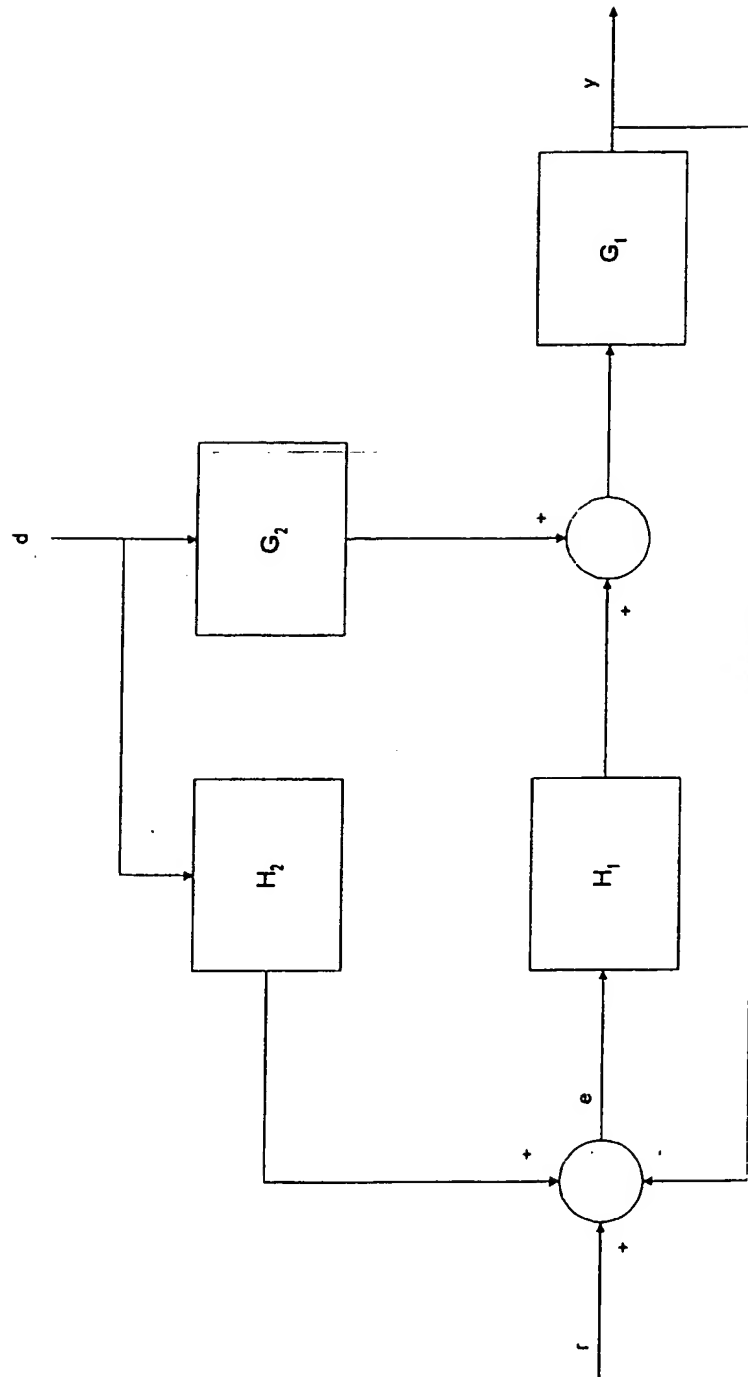 d
H₂
G₂
+
+
-
+
r
e
H₁
+
G₁
y